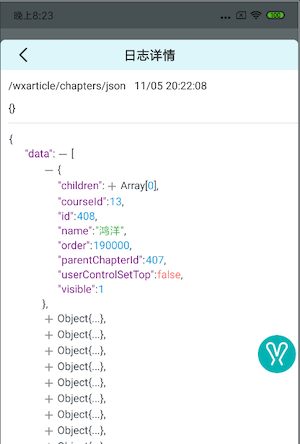 晚上8:23
日志详情
/wxarticle/chapters/json 11/05 20:22:08
{}
{
"data": — [
— {
"children": + Array[0],
"courseId":13,
"id":408,
"name":"鸿洋",
"order":190000,
"parentChapterId":407,
"userControlSetTop":false,
"visible":1
},
+ Object{...},
+ Object{...},
+ Object{...},
+ Object{...},
+ Object{...},
+ Object{...},
+ Object{...},
+ Object{...},